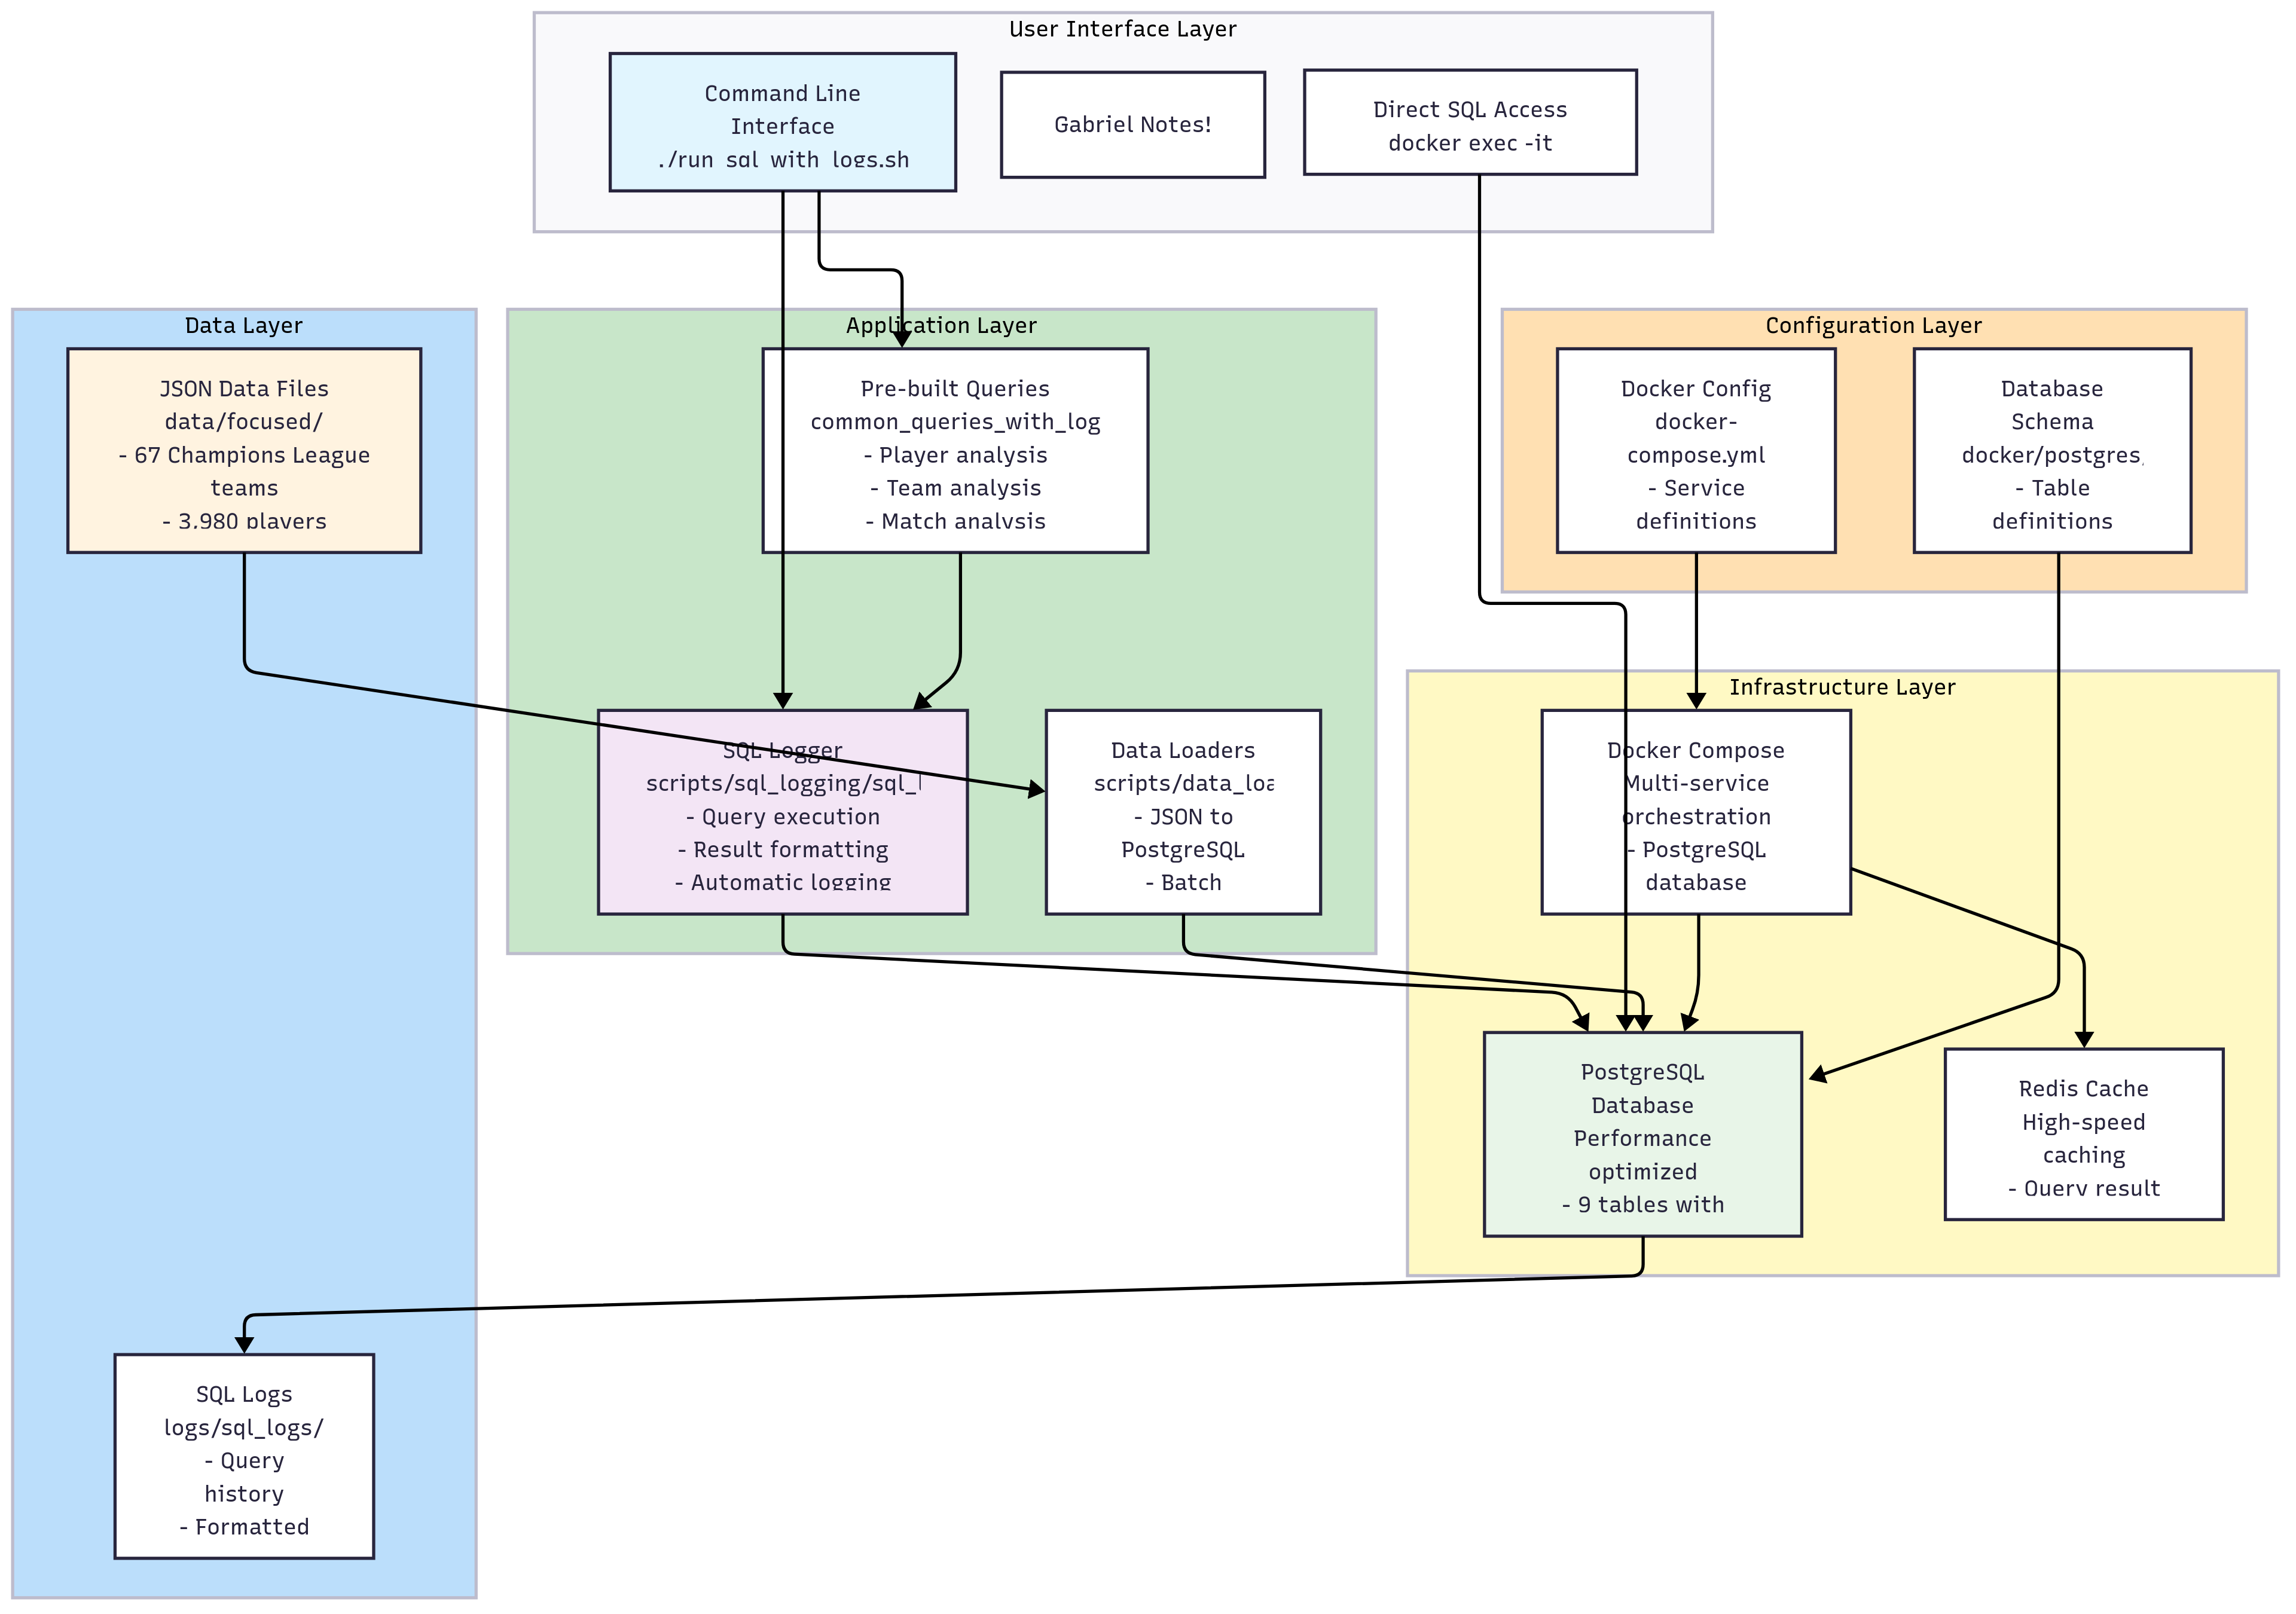 User Interface Layer
Command Line
Interface
./run_sql_with_logs.sh
Gabriel Notes!
Direct SQL Access
docker exec -it
Data Layer
JSON Data Files
data/focused/
- 67 Champions League
teams
- 3,980 players
Application Layer
Pre-built Queries
common_queries_with_log
- Player analysis
- Team analysis
- Match analysis
Configuration Layer
Docker Config
docker-
compose.yml
- Service
definitions
Database
Schema
docker/postgres
- Table
definitions
SQL Logger
scripts/sql_logging/sql_
- Query execution
- Result formatting
- Automatic logging
Data Loaders
scripts/data_loa
- JSON to
PostgreSQL
- Batch
Infrastructure Layer
Docker Compose
Multi-service
orchestration
- PostgreSQL
database
PostgreSQL
Database
Performance
optimized
- 9 tables with
Redis Cache
High-speed
caching
- Query result
SQL Logs
logs/sql_logs/
- Query
history
- Formatted